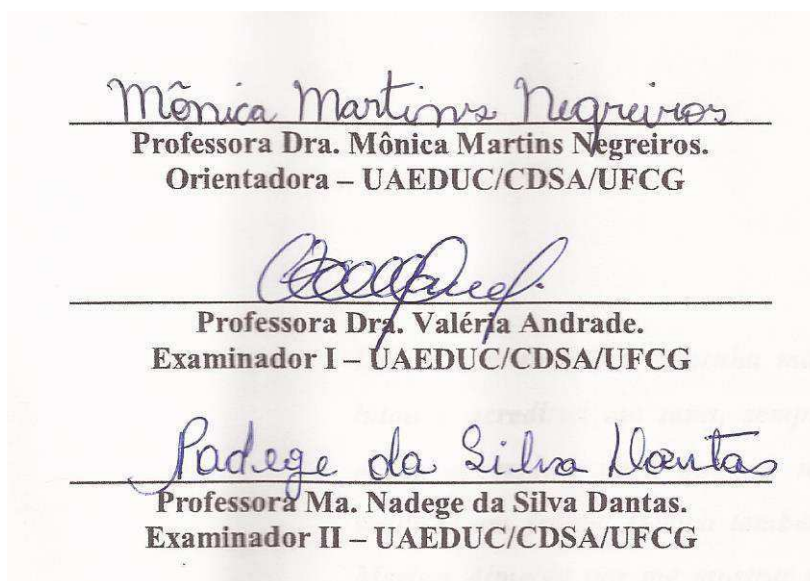 Mônica Martins Negreiros
Professora Dra. Mônica Martins Negreiros.
Orientadora – UAEDUC/CDSA/UFCG
Professora Dra. Valéria Andrade.
Examinador I – UAEDUC/CDSA/UFCG
Nadege da Silva Dantas
Professora Ma. Nadege da Silva Dantas.
Examinador II – UAEDUC/CDSA/UFCG